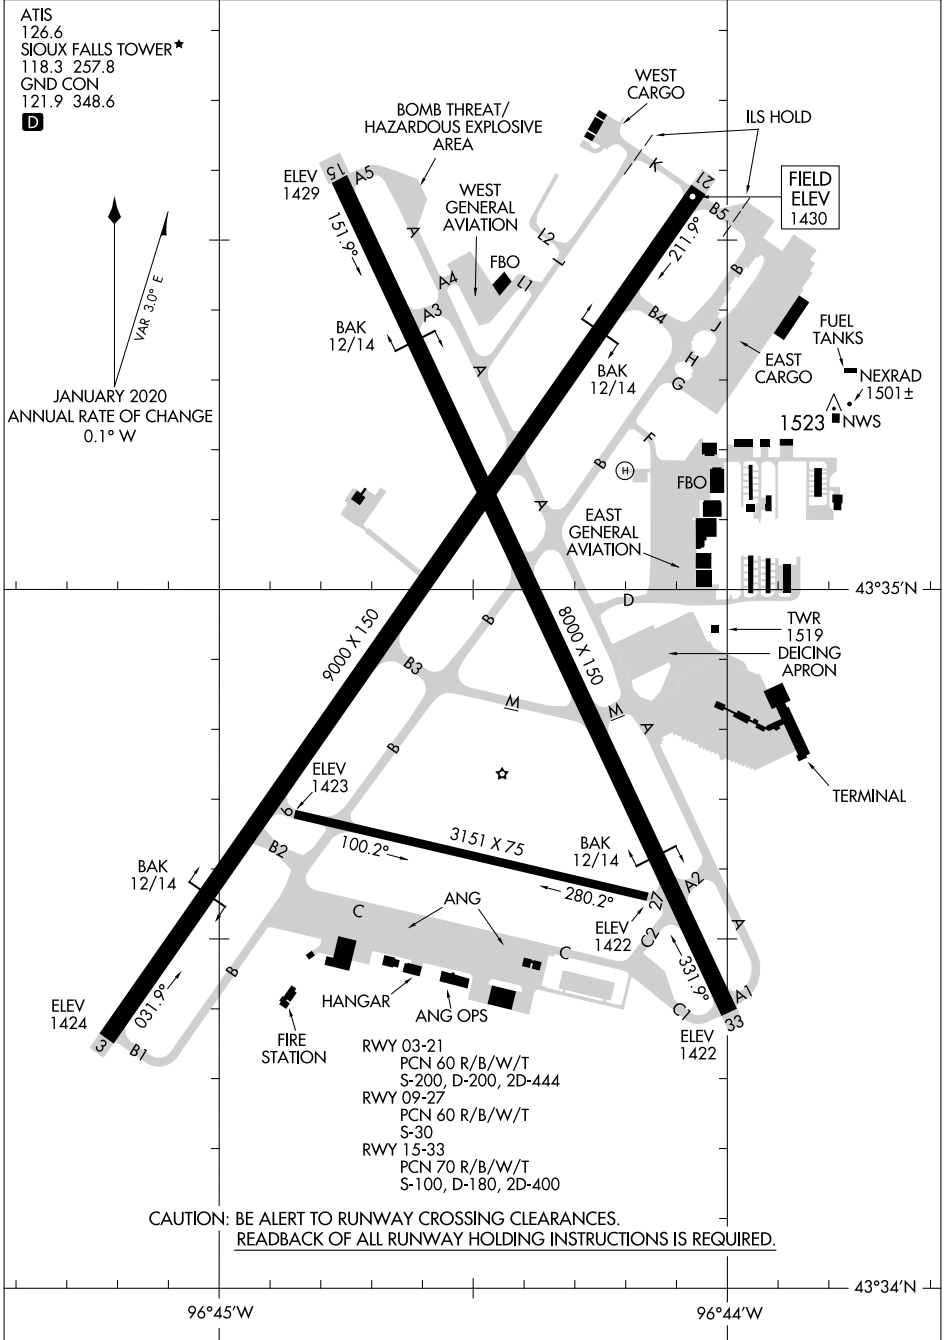 ATIS
126.6
SIOUX FALLS TOWER★
118.3 257.8
GND CON
121.9 348.6
D
WEST
CARGO
BOMB THREAT/
HAZARDOUS EXPLOSIVE
AREA
ILS HOLD
K
ELEV
1429
15
A5
21
FIELD
ELEV
1430
WEST
GENERAL
AVIATION
B5
151.9°
A
L2
L
211.9°
FBO
L1
B
A4
VAR 3.0° E
A3
B4
J
BAK
12/14
FUEL
TANKS
A
BAK
12/14
H
EAST
CARGO
G
NEXRAD
1501±
JANUARY 2020
ANNUAL RATE OF CHANGE
0.1° W
1523
NWS
F
B
H
FBO
A
EAST
GENERAL
AVIATION
43°35'N
D
9000 X 150
B
8000 X 150
TWR
1519
DEICING
APRON
B3
M
M
A
B
ELEV
1423
TERMINAL
9
3151 X 75
B2
100.2°
BAK
12/14
BAK
12/14
280.2°
A2
27
C
ANG
ELEV
1422
C2
A
C
B
331.9°
031.9°
HANGAR
ANG OPS
A1
C1
ELEV
1424
33
3
B1
FIRE
STATION
ELEV
1422
RWY 03-21
PCN 60 R/B/W/T
S-200, D-200, 2D-444
RWY 09-27
PCN 60 R/B/W/T
S-30
RWY 15-33
PCN 70 R/B/W/T
S-100, D-180, 2D-400
CAUTION: BE ALERT TO RUNWAY CROSSING CLEARANCES.
READBACK OF ALL RUNWAY HOLDING INSTRUCTIONS IS REQUIRED.
43°34'N
96°45'W
96°44'W